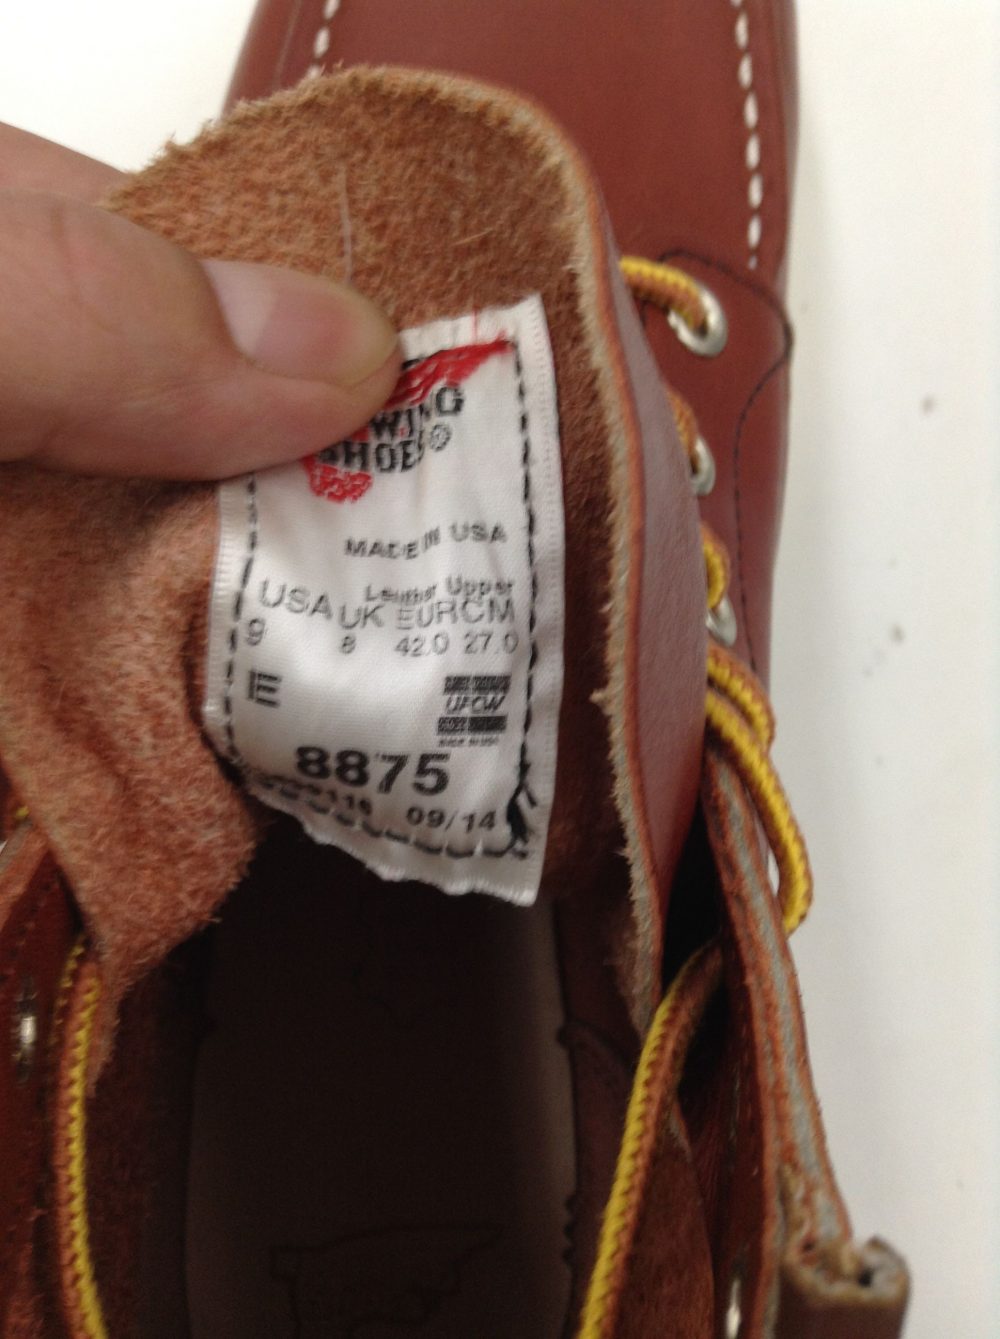 WING
SHOES®
MADE IN USA
Leather Upper
USA UK EUR CM
9 8 42.0 27.0
E
UFCW
8875
09/14